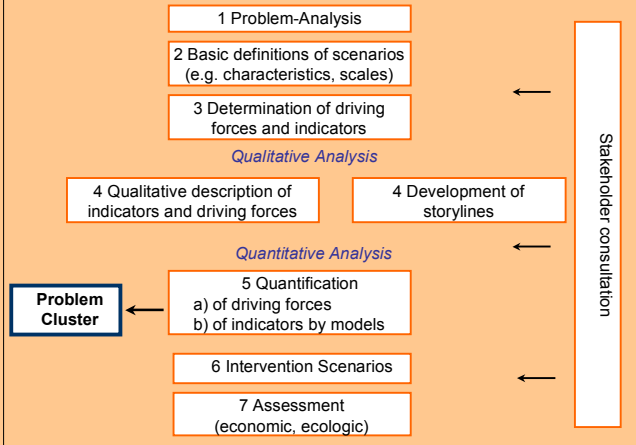 1 Problem-Analysis
2 Basic definitions of scenarios
(e.g. characteristics, scales)
3 Determination of driving
forces and indicators
Qualitative Analysis
4 Qualitative description of
indicators and driving forces
4 Development of
storylines
Quantitative Analysis
5 Quantification
a) of driving forces
b) of indicators by models
Problem
Cluster
6 Intervention Scenarios
7 Assessment
(economic, ecologic)
Stakeholder consultation